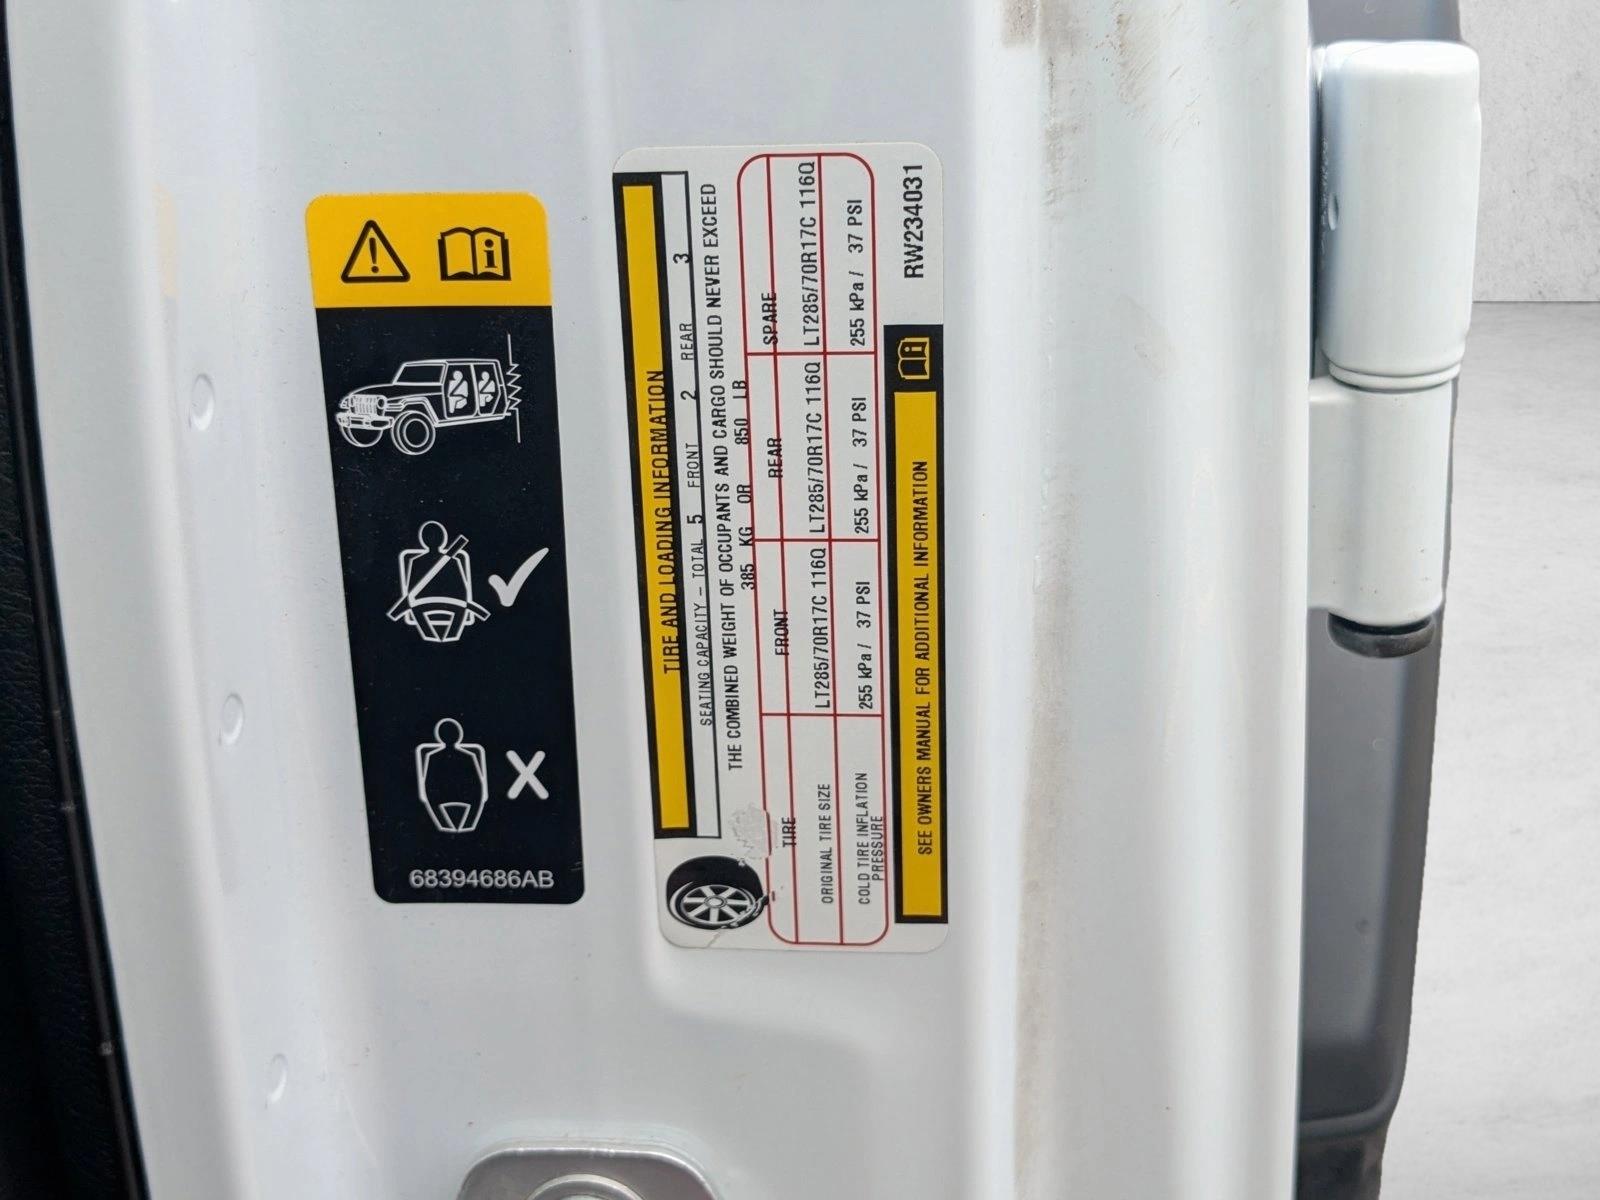 68394686AB
TIRE AND LOADING INFORMATION
SEATING CAPACITY – TOTAL 5 FRONT 2 REAR 3
THE COMBINED WEIGHT OF OCCUPANTS AND CARGO SHOULD NEVER EXCEED
385 KG OR 850 LB
TIRE FRONT REAR SPARE
ORIGINAL TIRE SIZE LT285/70R17C 116Q LT285/70R17C 116Q LT285/70R17C 116Q
COLD TIRE INFLATION PRESSURE 255 kPa / 37 PSI 255 kPa / 37 PSI 255 kPa / 37 PSI
SEE OWNERS MANUAL FOR ADDITIONAL INFORMATION
RW234031